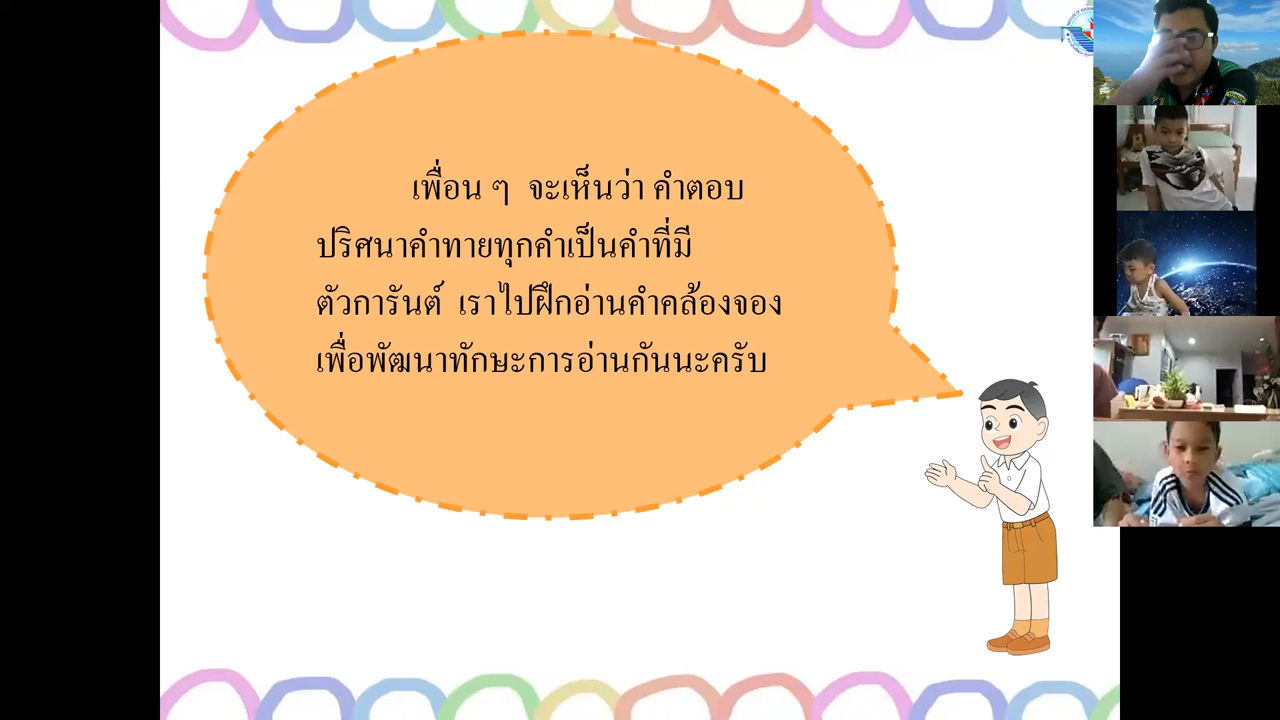 เพื่อน ๆ จะเห็นว่า คำตอบ
ปริศนาคำทายทุกคำเป็นคำที่มี
ตัวการันต์ เราไปฝึกอ่านคำคล้องจอง
เพื่อพัฒนาทักษะการอ่านกันนะครับ